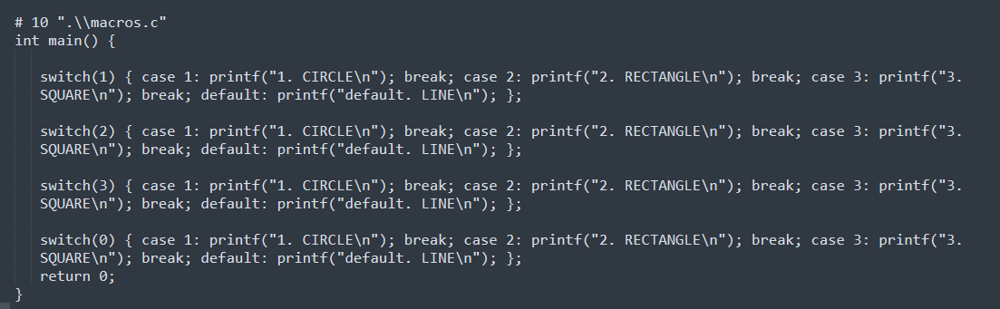 # 10 ".\\macros.c"
int main() {
switch(1) { case 1: printf("1. CIRCLE\n"); break; case 2: printf("2. RECTANGLE\n"); break; case 3: printf("3.
SQUARE\n"); break; default: printf("default. LINE\n"); };
switch(2) { case 1: printf("1. CIRCLE\n"); break; case 2: printf("2. RECTANGLE\n"); break; case 3: printf("3.
SQUARE\n"); break; default: printf("default. LINE\n"); };
switch(3) { case 1: printf("1. CIRCLE\n"); break; case 2: printf("2. RECTANGLE\n"); break; case 3: printf("3.
SQUARE\n"); break; default: printf("default. LINE\n"); };
switch(0) { case 1: printf("1. CIRCLE\n"); break; case 2: printf("2. RECTANGLE\n"); break; case 3: printf("3.
SQUARE\n"); break; default: printf("default. LINE\n"); };
return 0;
}